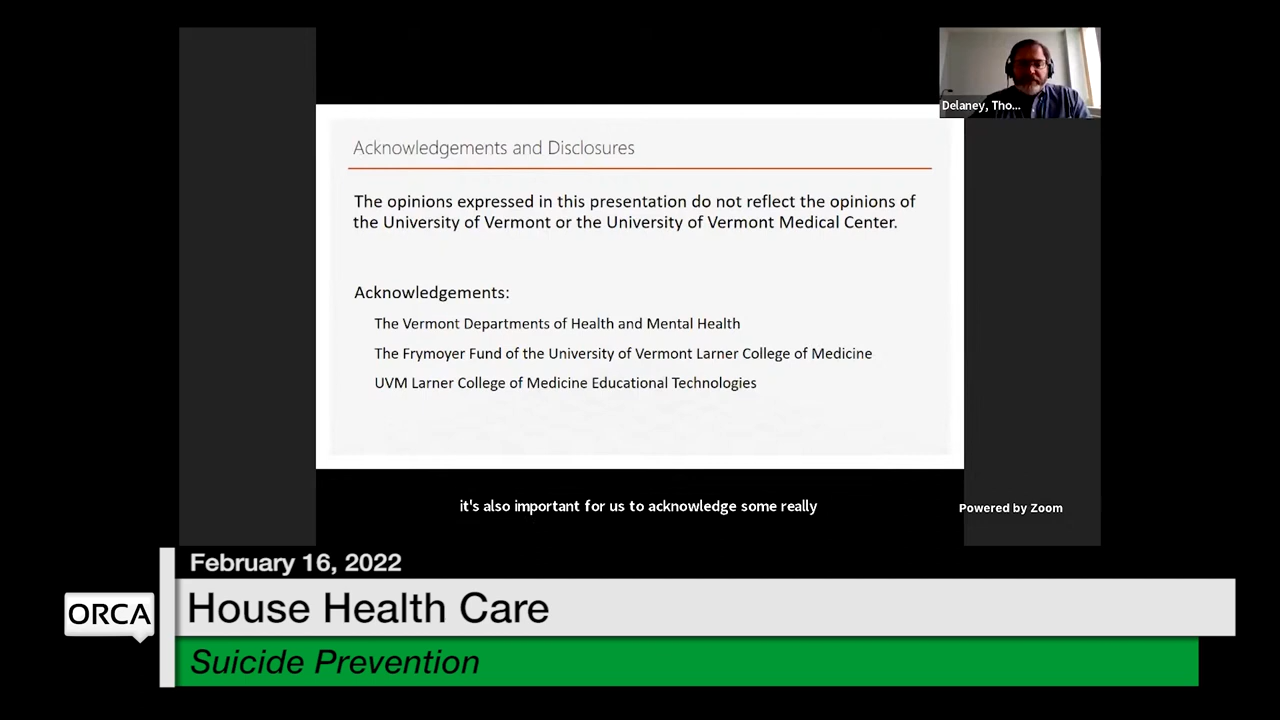 Delaney, Tho...
Acknowledgements and Disclosures
The opinions expressed in this presentation do not reflect the opinions of
the University of Vermont or the University of Vermont Medical Center.
Acknowledgements:
The Vermont Departments of Health and Mental Health
The Frymoyer Fund of the University of Vermont Larner College of Medicine
UVM Larner College of Medicine Educational Technologies
it's also important for us to acknowledge some really
Powered by Zoom
February 16, 2022
ORCA
House Health Care
Suicide Prevention